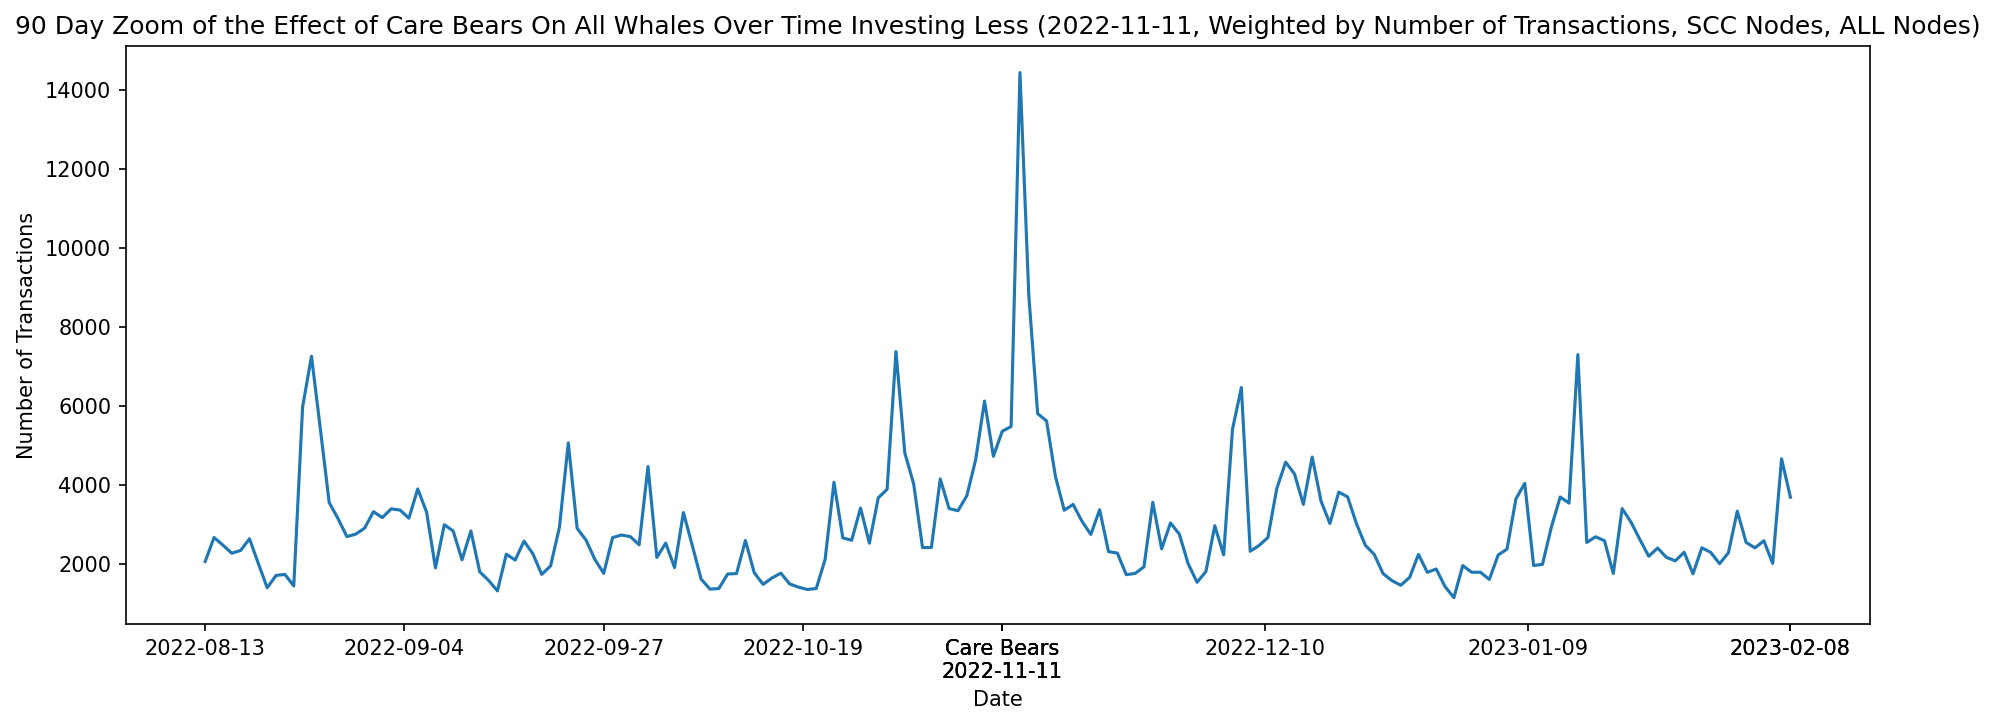 90 Day Zoom of the Effect of Care Bears On All Whales Over Time Investing Less (2022-11-11, Weighted by Number of Transactions, SCC Nodes, ALL Nodes)
14000
12000
10000
8000
6000
4000
2000
Number of Transactions
2022-08-13 2022-09-04 2022-09-27 2022-10-19 Care Bears 2022-12-10 2023-01-09 2023-02-08
2022-11-11
Date